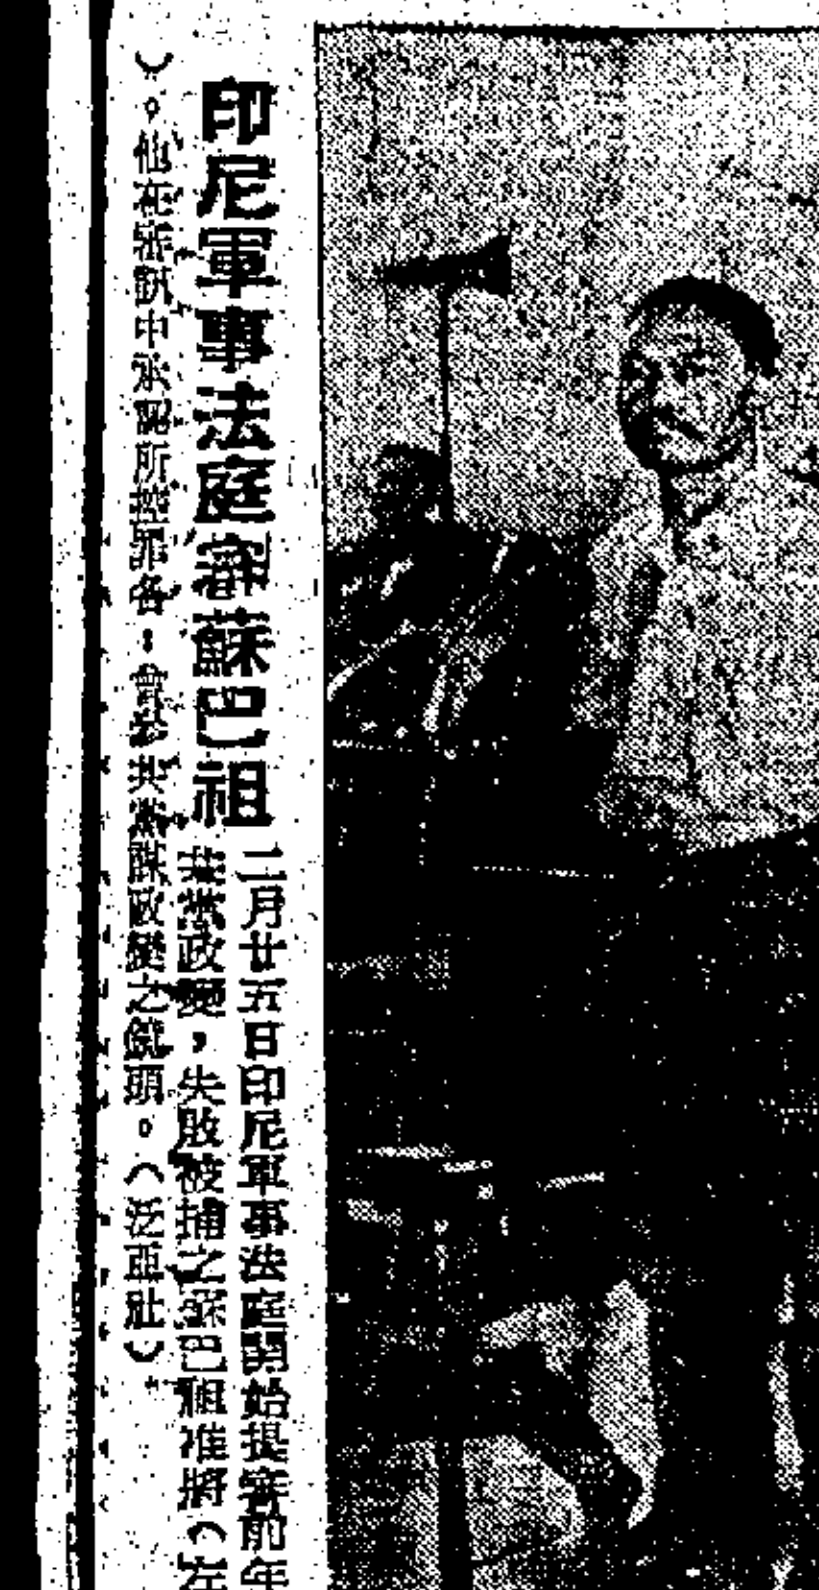 印尼軍事法庭審蘇巴祖
二月廿五日印尼軍事法庭開始提審前年
共黨政變，失敗被捕之蘇巴祖准將（左
）。他在審訊中承認所控罪名：會教共黨謀政變之鏡頭。（泛亞社）